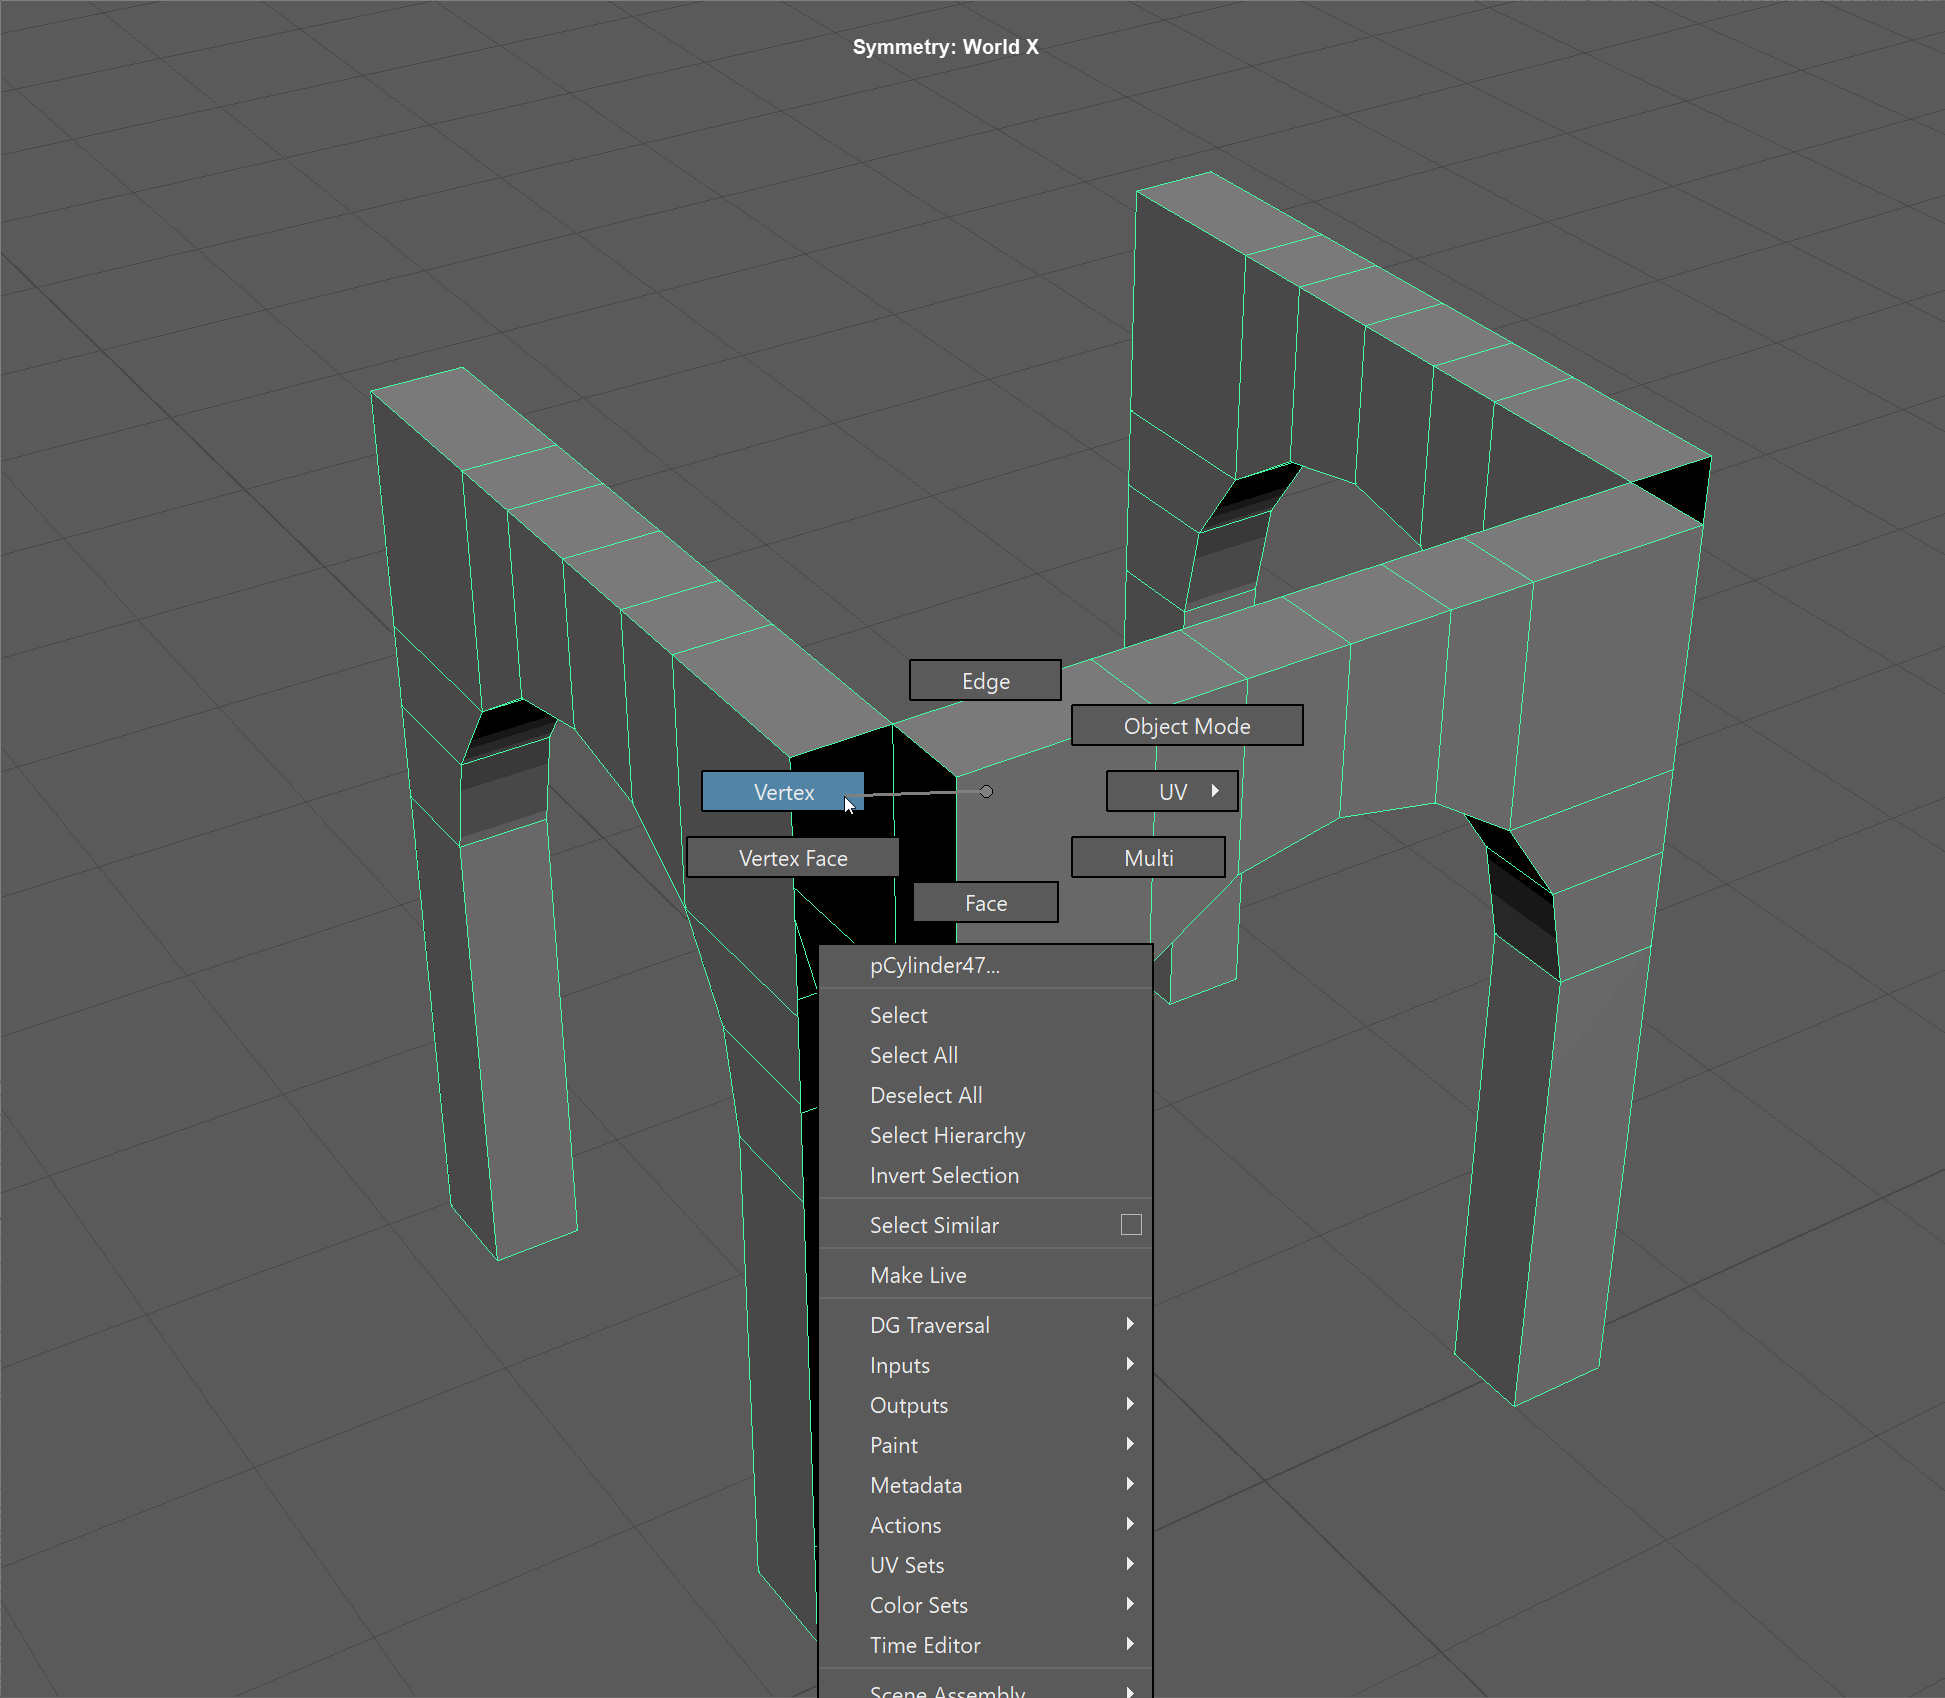 Symmetry: World X
Edge
Object Mode
Vertex
UV
Vertex Face
Multi
Face
pCylinder47...
Select
Select All
Deselect All
Select Hierarchy
Invert Selection
Select Similar
Make Live
DG Traversal
Inputs
Outputs
Paint
Metadata
Actions
UV Sets
Color Sets
Time Editor
Scene Assembly